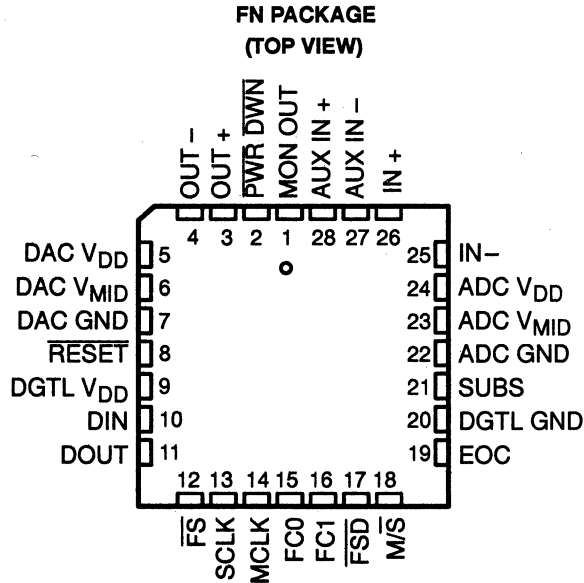 FN PACKAGE
(TOP VIEW)
OUT −
OUT +
PWR DWN
MON OUT
AUX IN +
AUX IN −
IN +
4
3
2
1
28
27
26
DAC VDD
5
DAC VMID
6
DAC GND
7
RESET
8
DGTL VDD
9
DIN
10
DOUT
11
25
IN−
24
ADC VDD
23
ADC VMID
22
ADC GND
21
SUBS
20
DGTL GND
19
EOC
12
13
14
15
16
17
18
FS
SCLK
MCLK
FC0
FC1
FSD
M/S